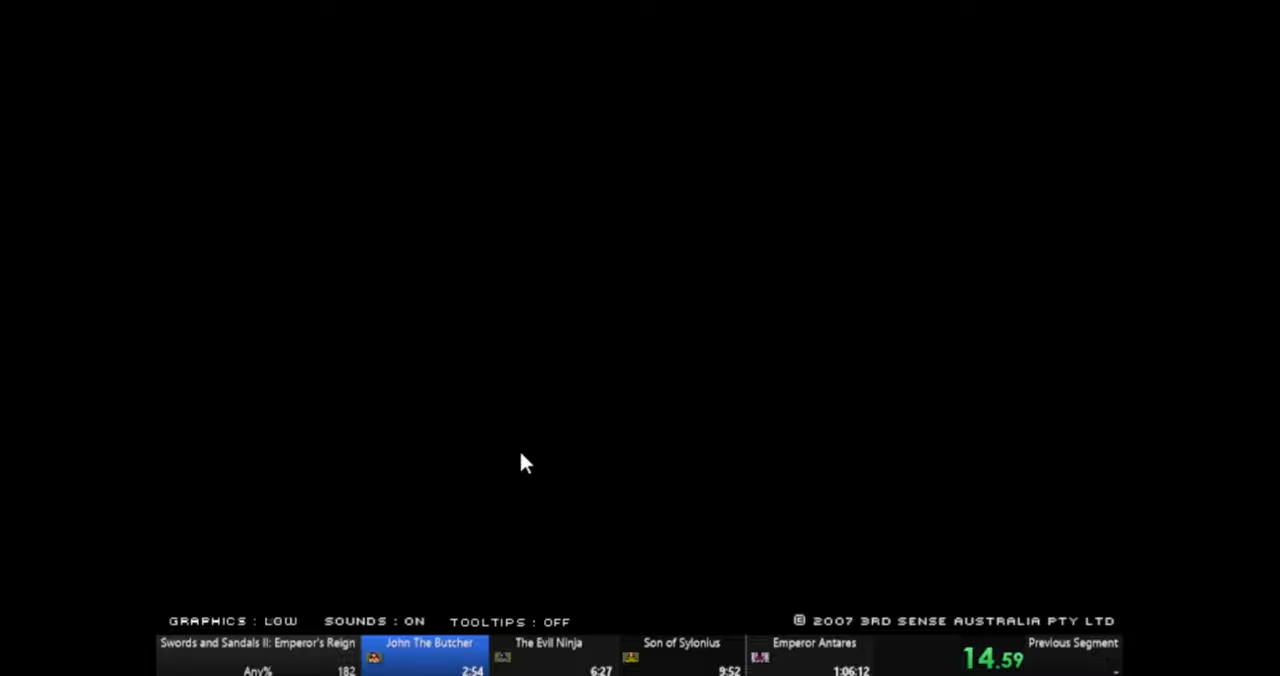 GRAPHICS : LOW SOUNDS : ON TOOLTIPS : OFF © 2007 3RD SENSE AUSTRALIA PTY LTD
Swords and Sandals II: Emperor's Reign John The Butcher The Evil Ninja Son of Sylonius Emperor Antares 14.59 Previous Segment
Any% 182 2:54 6:27 9:52 1:06:12 -